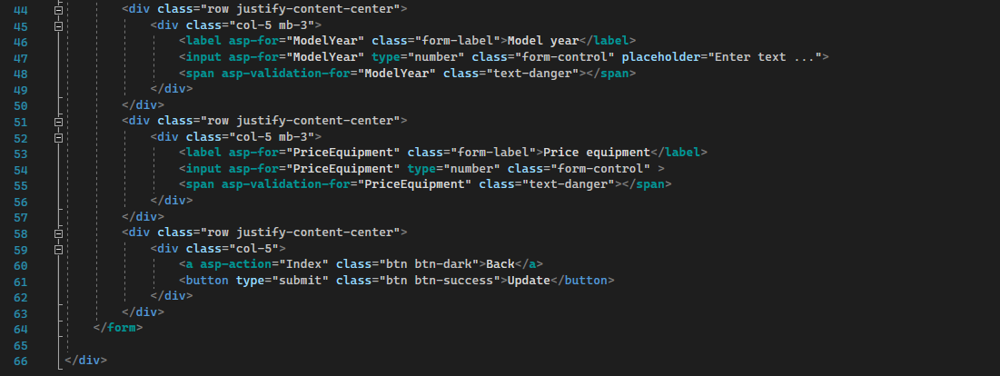 44 <div class="row justify-content-center">
45 <div class="col-5 mb-3">
46 <label asp-for="ModelYear" class="form-label">Model year</label>
47 <input asp-for="ModelYear" type="number" class="form-control" placeholder="Enter text ...">
48 <span asp-validation-for="ModelYear" class="text-danger"></span>
49 </div>
50 </div>
51 <div class="row justify-content-center">
52 <div class="col-5 mb-3">
53 <label asp-for="PriceEquipment" class="form-label">Price equipment</label>
54 <input asp-for="PriceEquipment" type="number" class="form-control" >
55 <span asp-validation-for="PriceEquipment" class="text-danger"></span>
56 </div>
57 </div>
58 <div class="row justify-content-center">
59 <div class="col-5">
60 <a asp-action="Index" class="btn btn-dark">Back</a>
61 <button type="submit" class="btn btn-success">Update</button>
62 </div>
63 </div>
64 </form>
65
66 </div>